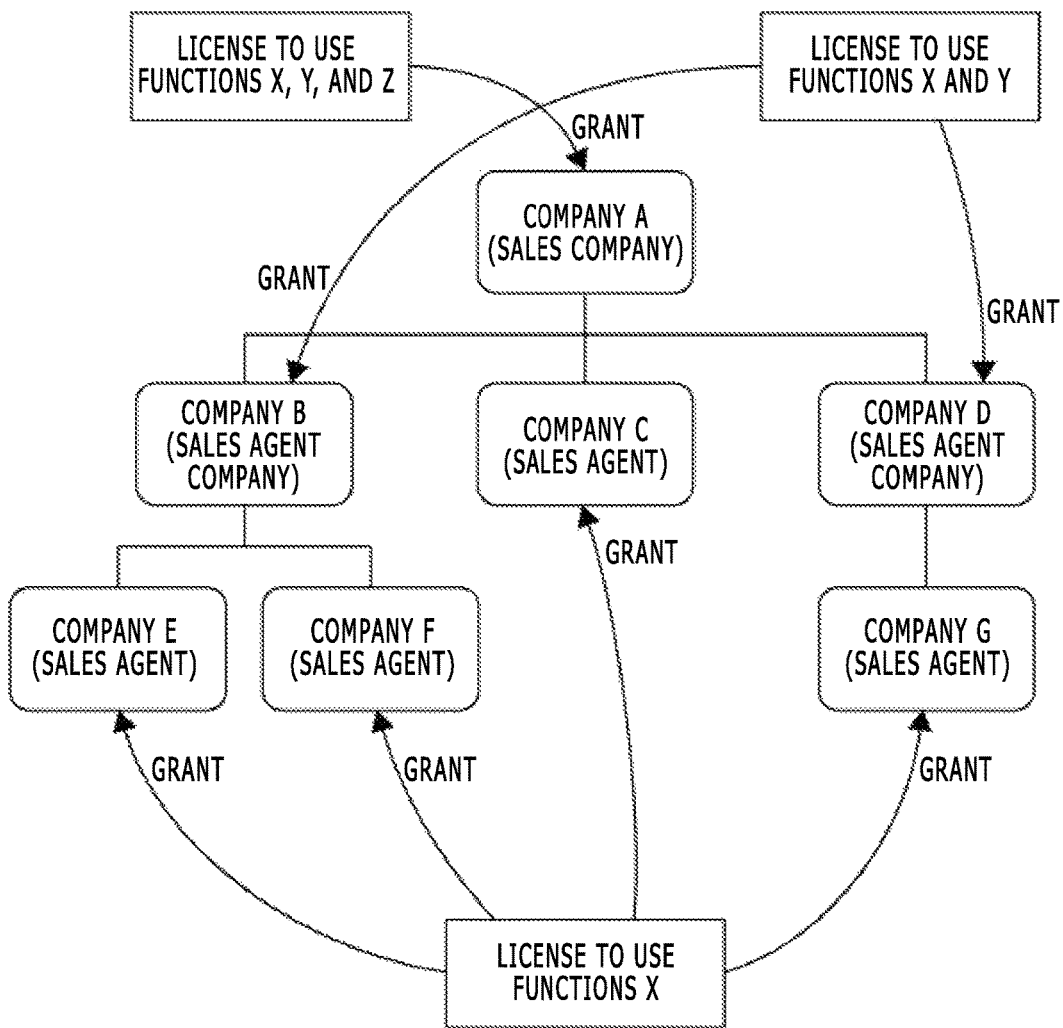 LICENSE TO USE
FUNCTIONS X, Y, AND Z
LICENSE TO USE
FUNCTIONS X AND Y
GRANT
COMPANY A
(SALES COMPANY)
GRANT
GRANT
COMPANY B
(SALES AGENT
COMPANY)
COMPANY C
(SALES AGENT)
COMPANY D
(SALES AGENT
COMPANY)
GRANT
COMPANY E
(SALES AGENT)
COMPANY F
(SALES AGENT)
COMPANY G
(SALES AGENT)
GRANT
GRANT
GRANT
LICENSE TO USE
FUNCTIONS X